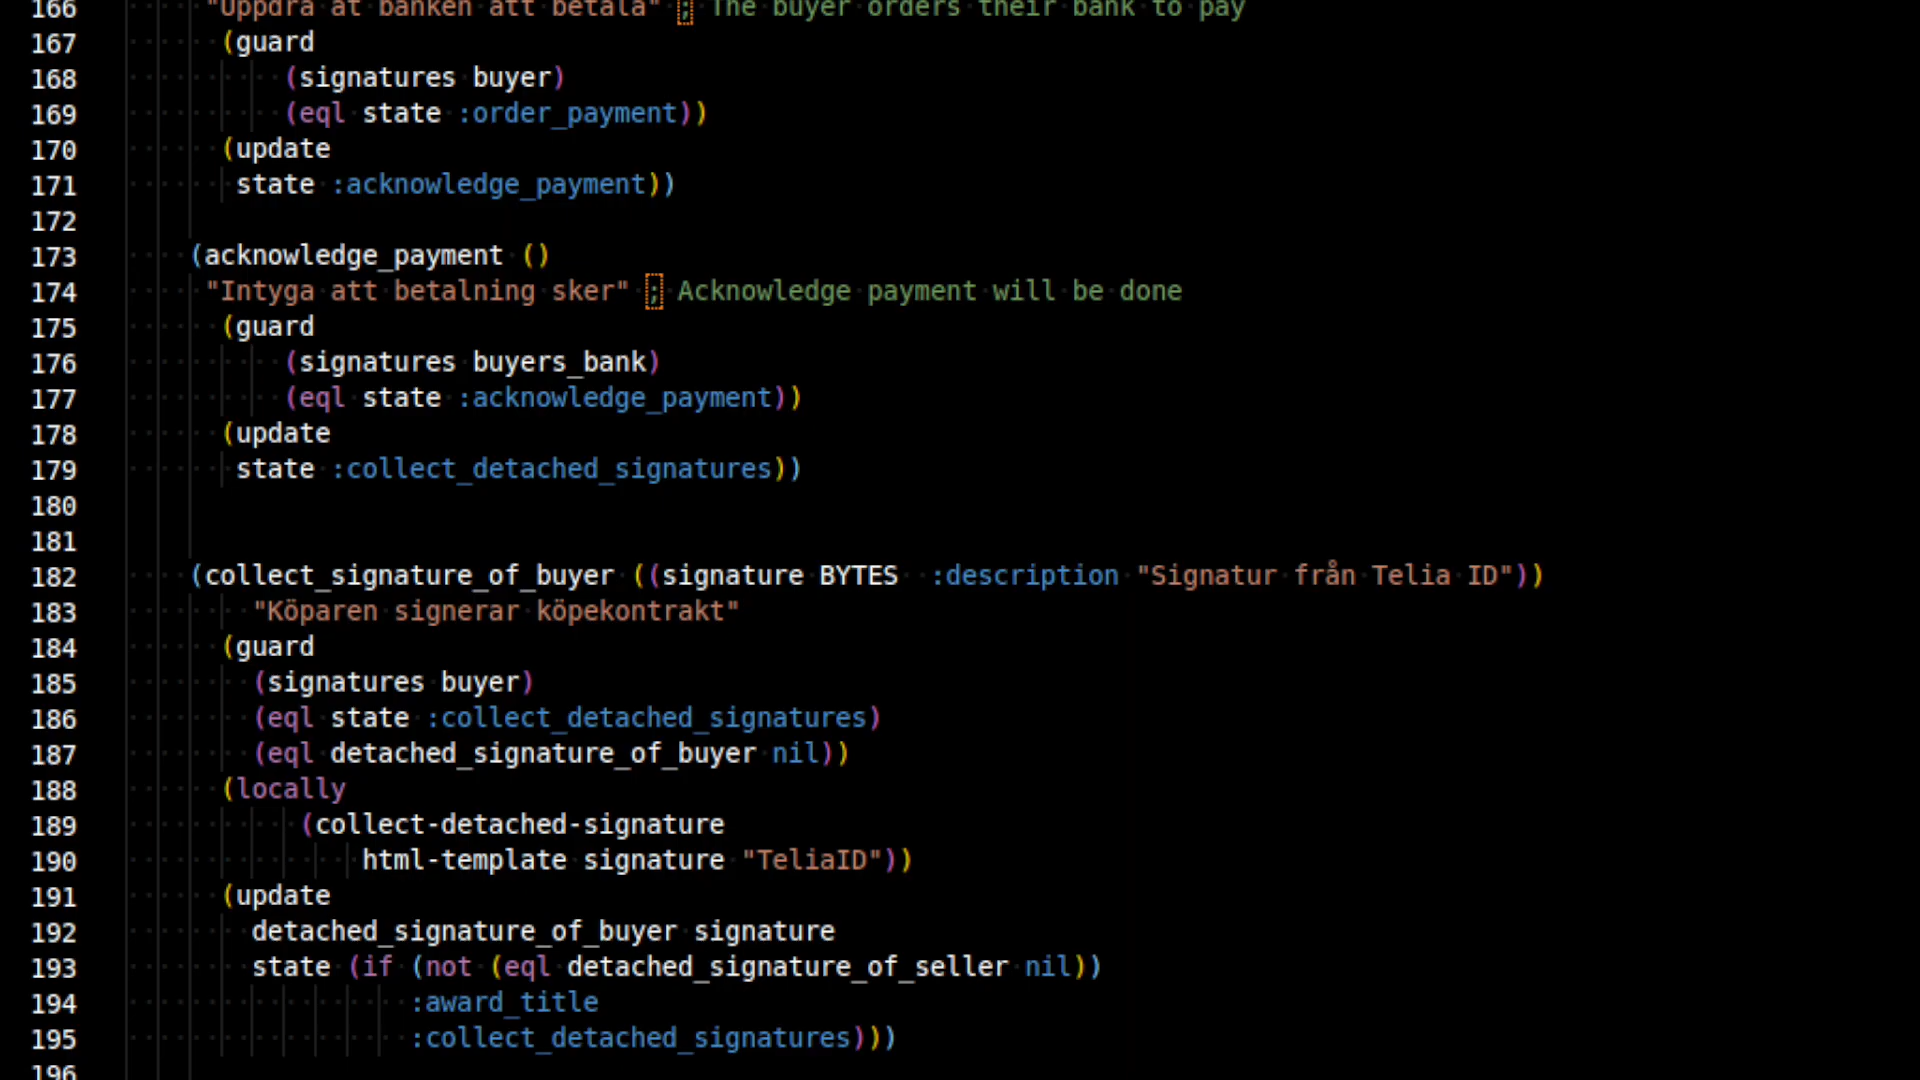 166 "Uppdra åt banken att betala" ; The buyer orders their bank to pay
167 (guard
168 (signatures buyer)
169 (eql state :order_payment))
170 (update
171 state :acknowledge_payment))
172
173 (acknowledge_payment ()
174 "Intyga att betalning sker" ; Acknowledge payment will be done
175 (guard
176 (signatures buyers_bank)
177 (eql state :acknowledge_payment))
178 (update
179 state :collect_detached_signatures))
180
181
182 (collect_signature_of_buyer ((signature BYTES :description "Signatur från Telia ID"))
183 "Köparen signerar köpekontrakt"
184 (guard
185 (signatures buyer)
186 (eql state :collect_detached_signatures)
187 (eql detached_signature_of_buyer nil))
188 (locally
189 (collect-detached-signature
190 html-template signature "TeliaID"))
191 (update
192 detached_signature_of_buyer signature
193 state (if (not (eql detached_signature_of_seller nil))
194 :award_title
195 :collect_detached_signatures)))
196